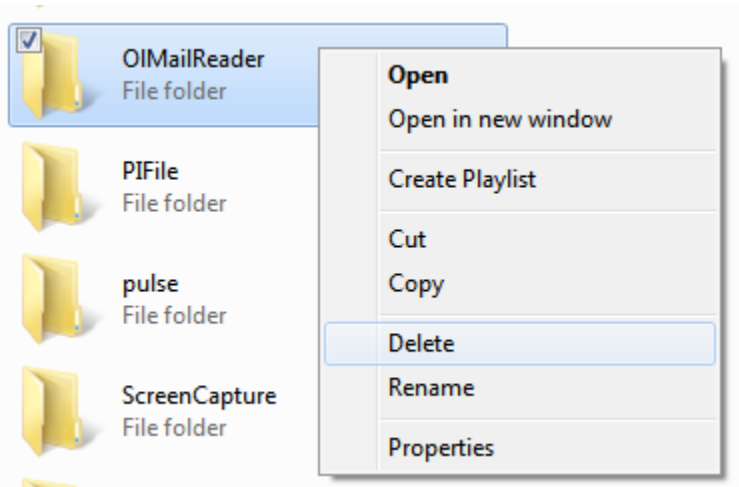 OIMailReader
File folder
PIFile
File folder
pulse
File folder
ScreenCapture
File folder
Open
Open in new window
Create Playlist
Cut
Copy
Delete
Rename
Properties